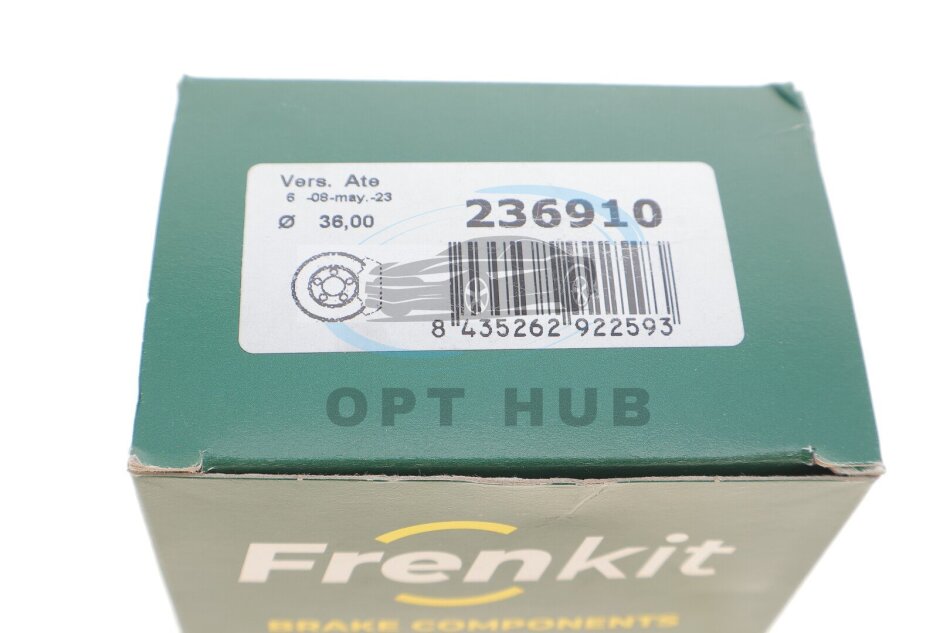 Vers. Ate
6 -08-may.-23
Ø 36,00
236910
8 435262 922593
OPT HUB
Frenkit
BRAKE COMPONENTS